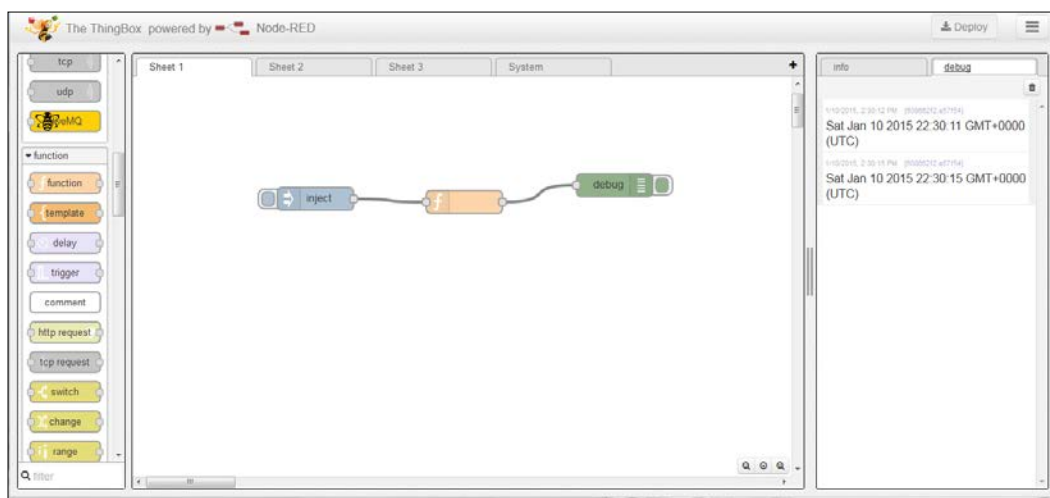 The ThingBox powered by Node-RED
Deploy
tcp
udp
function
function
template
delay
trigger
comment
http request
tcp request
switch
change
range
filter
Sheet 1
Sheet 2
Sheet 3
System
inject
debug
info
debug
Sat Jan 10 2015 22:30:11 GMT+0000
(UTC)
Sat Jan 10 2015 22:30:15 GMT+0000
(UTC)